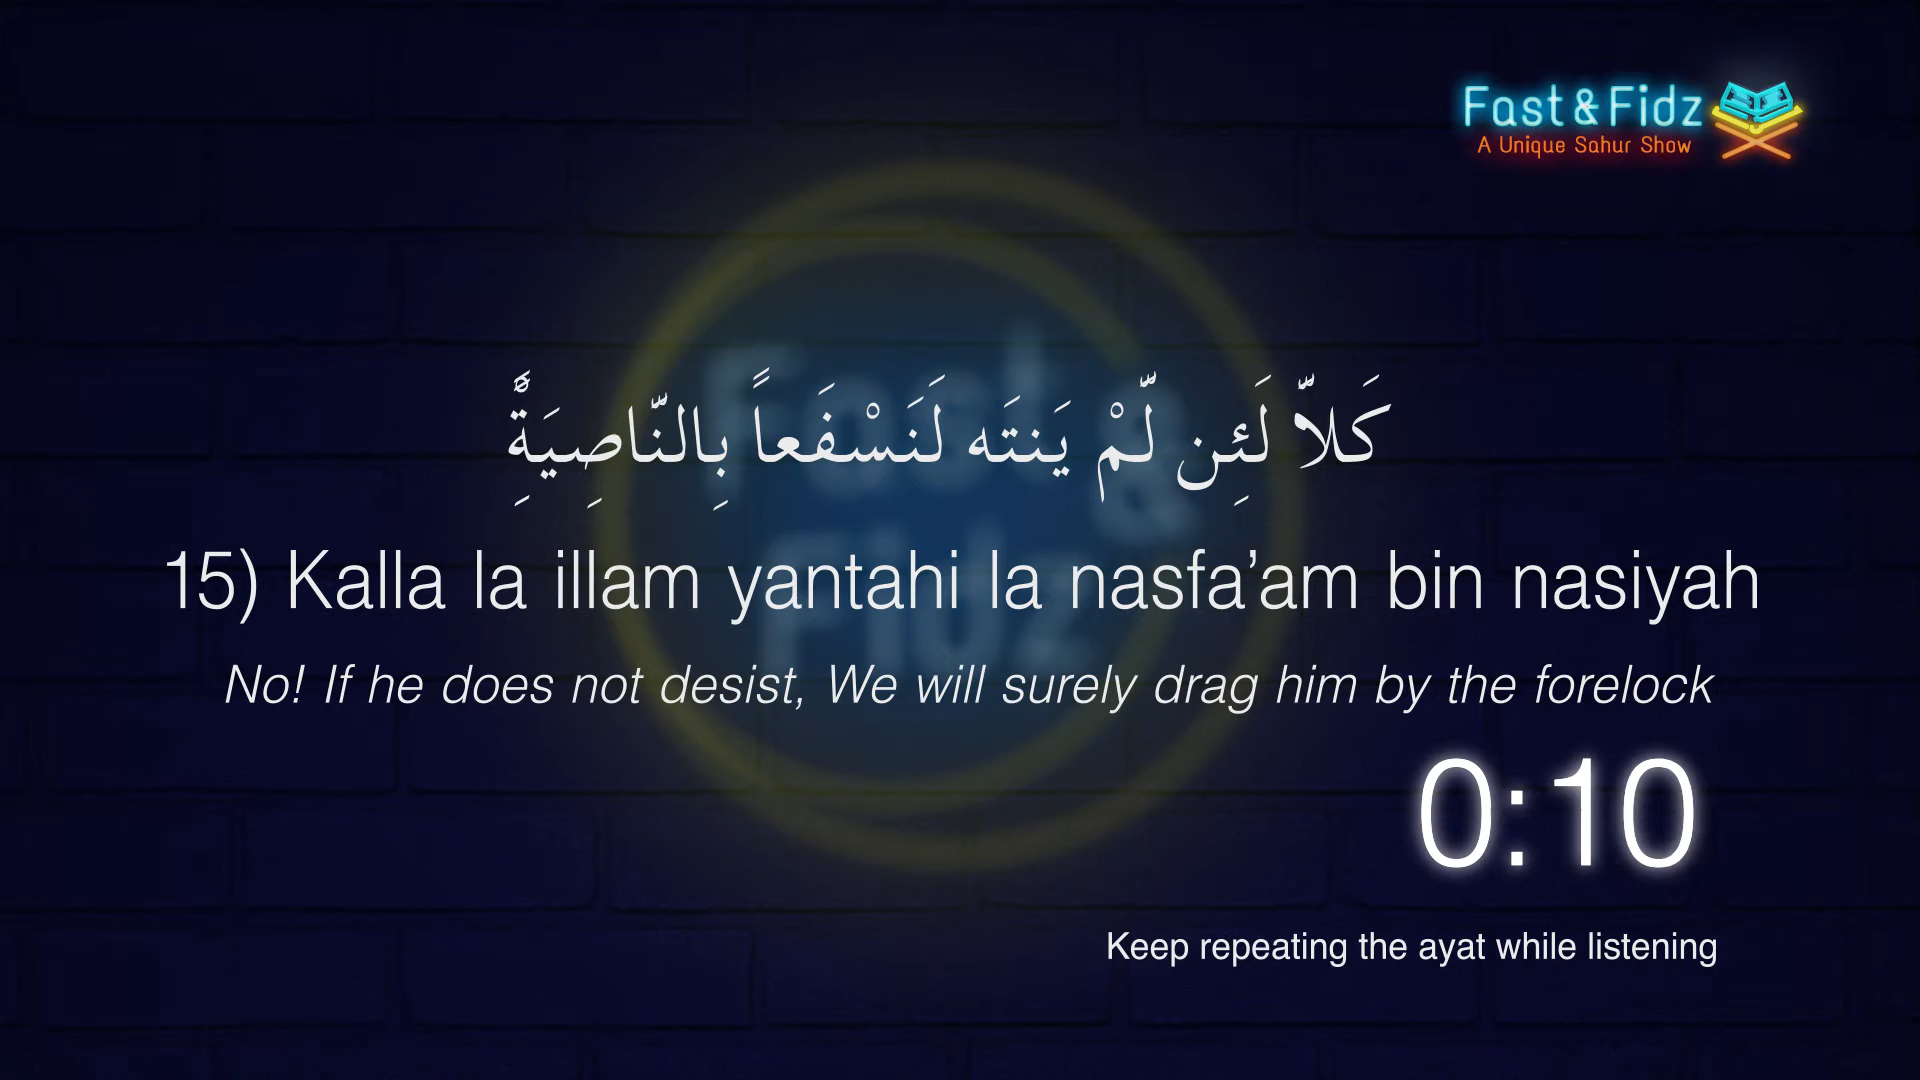 Fast & Fidz
A Unique Sahur Show
كَلاَّ لَئِن لَّمْ يَنتَه لَنَسْفَعاً بِالنَّاصِيَةِ
15) Kalla la illam yantahi la nasfa’am bin nasiyah
No! If he does not desist, We will surely drag him by the forelock
0:10
Keep repeating the ayat while listening
Fast &
Fidz